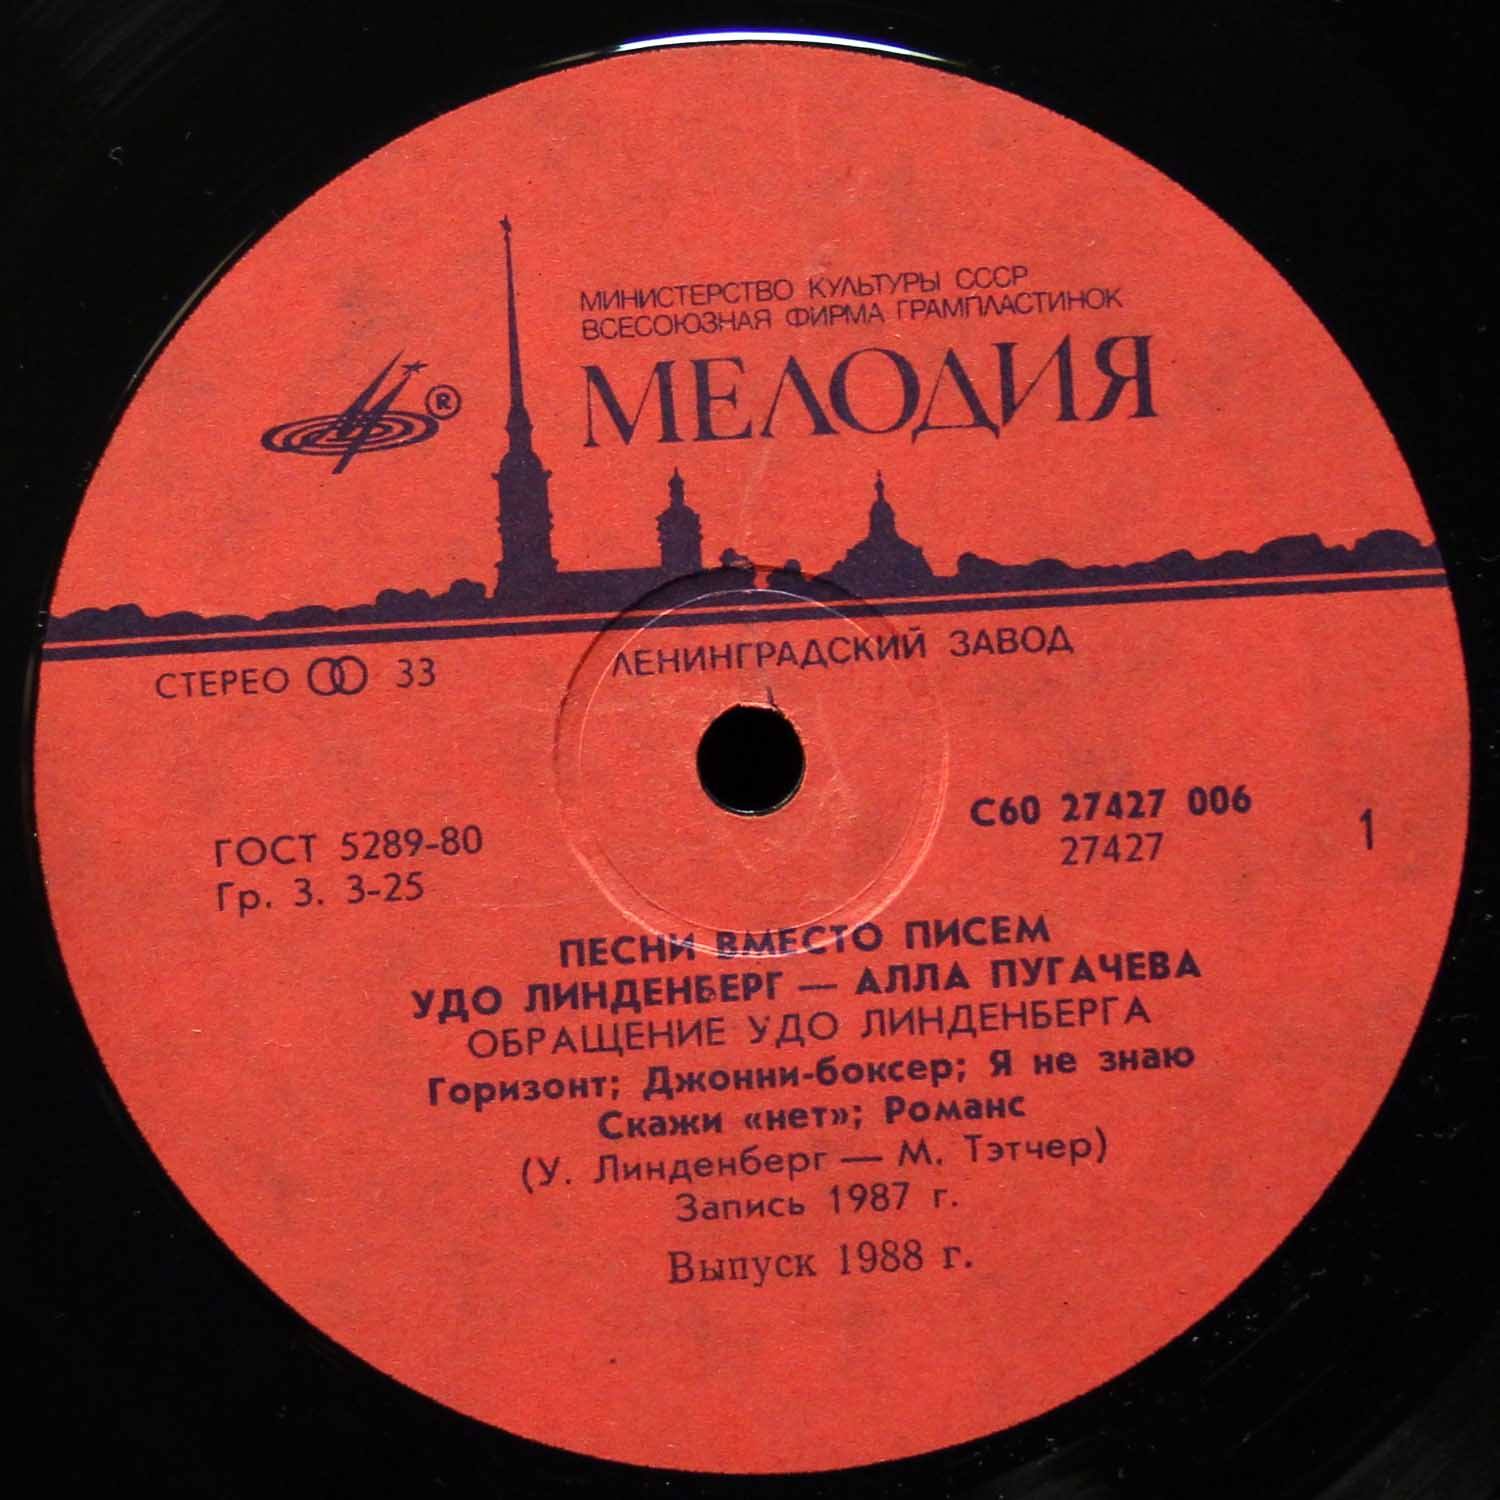 МИНИСТЕРСТВО КУЛЬТУРЫ СССР
ВСЕСОЮЗНАЯ ФИРМА ГРАМПЛАСТИНОК
МЕЛОДИЯ
®
ЛЕНИНГРАДСКИЙ ЗАВОД
СТЕРЕО 33
ГОСТ 5289-80
Гр. 3. 3-25
С60 27427 006
27427
1
ПЕСНИ ВМЕСТО ПИСЕМ
УДО ЛИНДЕНБЕРГ — АЛЛА ПУГАЧЕВА
ОБРАЩЕНИЕ УДО ЛИНДЕНБЕРГА
Горизонт; Джонни-боксер; Я не знаю
Скажи «нет»; Романс
(У. Линденберг — М. Тэтчер)
Запись 1987 г.
Выпуск 1988 г.